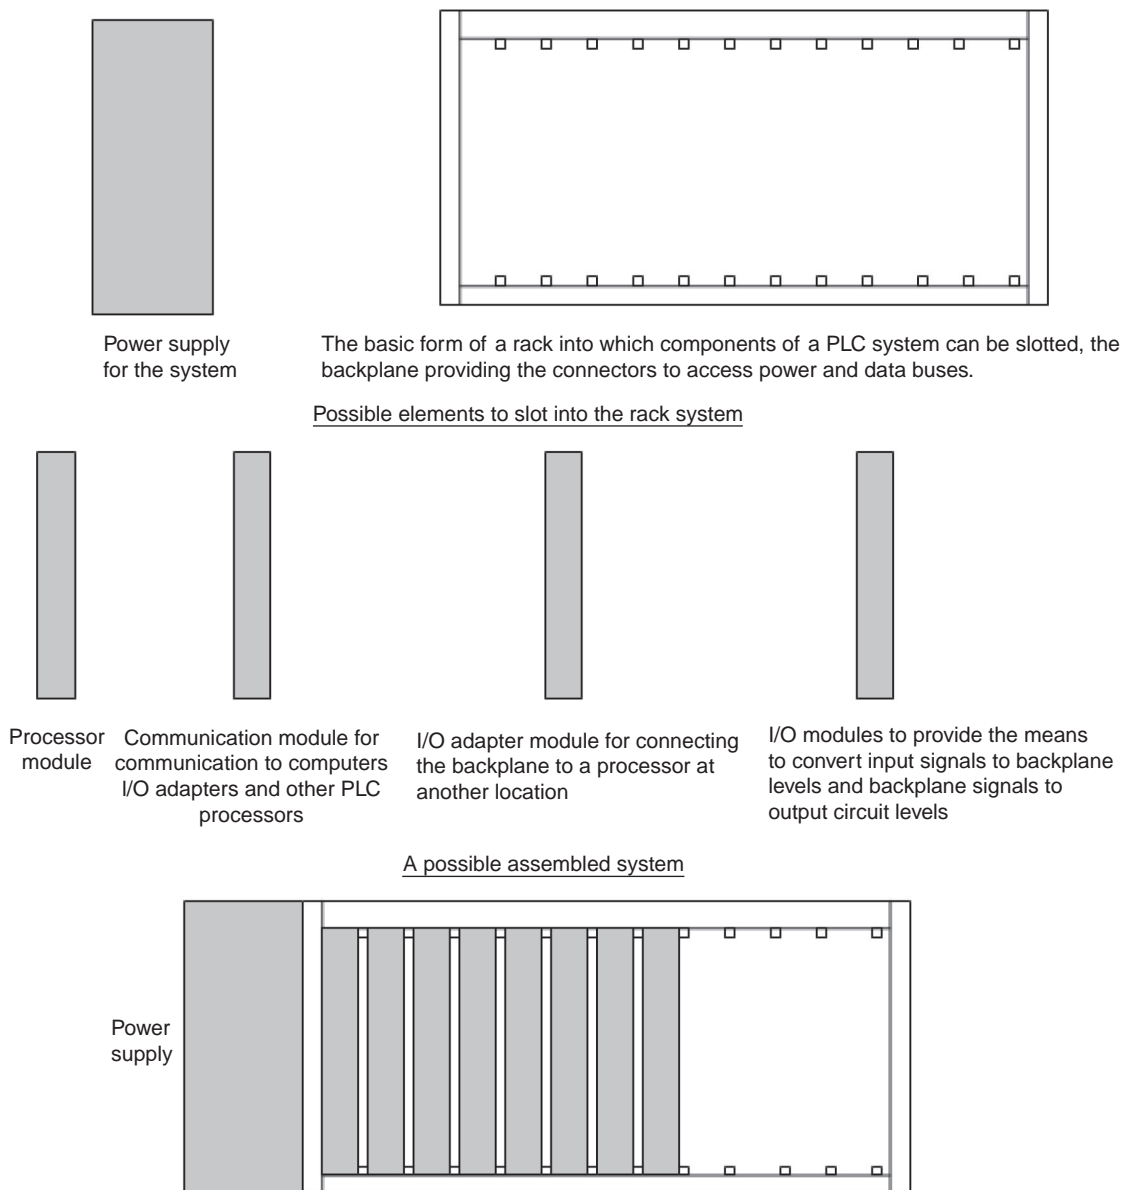 Power supply
for the system
The basic form of a rack into which components of a PLC system can be slotted, the
backplane providing the connectors to access power and data buses.
Possible elements to slot into the rack system
Processor
module
Communication module for
communication to computers
I/O adapters and other PLC
processors
I/O adapter module for connecting
the backplane to a processor at
another location
I/O modules to provide the means
to convert input signals to backplane
levels and backplane signals to
output circuit levels
A possible assembled system
Power
supply